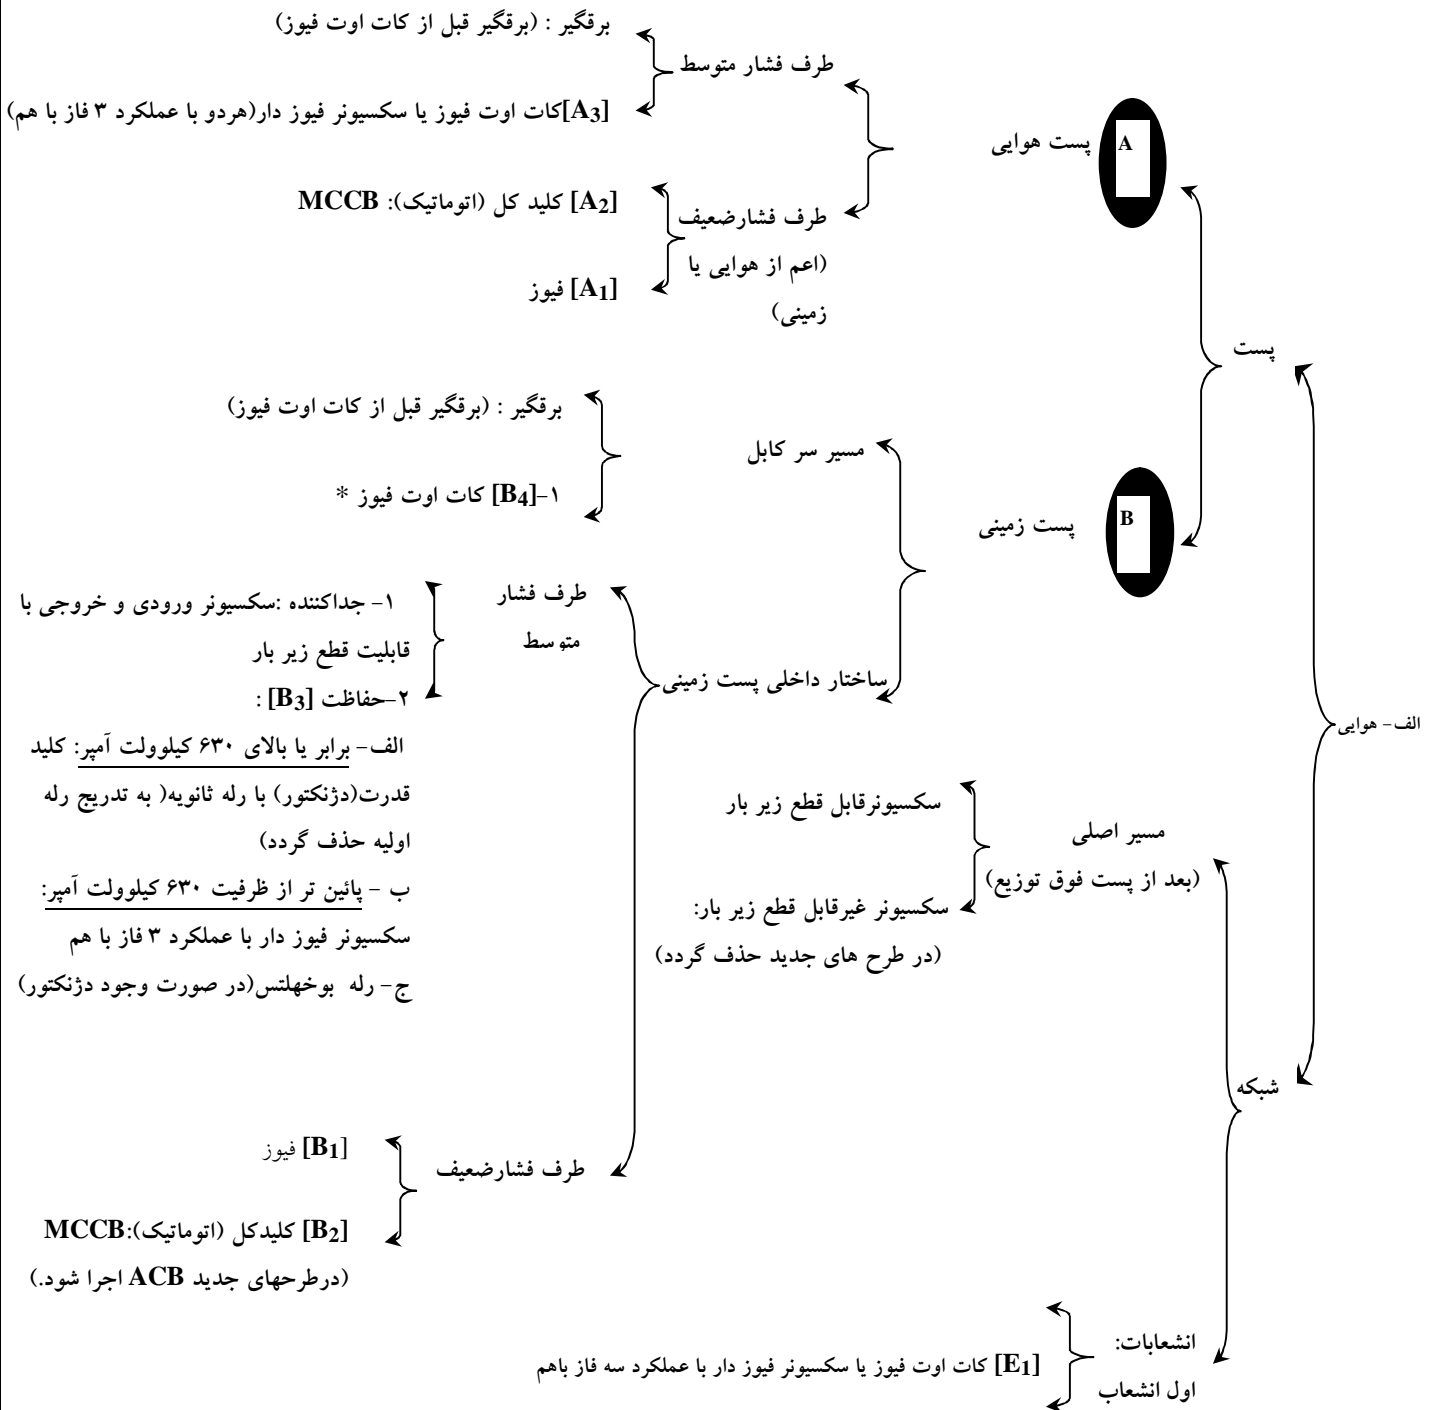 الف- هوایی
پست
A
پست هوایی
طرف فشار متوسط
برقگیر : (برقگیر قبل از کات اوت فیوز)
[A3]کات اوت فیوز یا سکسیونر فیوز دار(هردو با عملکرد ۳ فاز با هم)
طرف فشارضعیف
(اعم از هوایی یا
زمینی)
[A2] کلید کل (اتوماتیک): MCCB
[A1] فیوز
B
پست زمینی
مسیر سر کابل
برقگیر : (برقگیر قبل از کات اوت فیوز)
۱-[B4] کات اوت فیوز *
ساختار داخلی پست زمینی
طرف فشار
متوسط
۱- جداکننده :سکسیونر ورودی و خروجی با
قابلیت قطع زیر بار
۲-حفاظت [B3] :
الف- برابر یا بالای ۶۳۰ کیلوولت آمپر: کلید
قدرت(دژنکتور) با رله ثانویه( به تدریج رله
اولیه حذف گردد)
ب - پائین تر از ظرفیت ۶۳۰ کیلوولت آمپر:
سکسیونر فیوز دار با عملکرد ۳ فاز با هم
ج- رله بوخهلتس(در صورت وجود دژنکتور)
طرف فشارضعیف
[B1] فیوز
[B2] کلیدکل (اتوماتیک):MCCB
(درطرحهای جدید ACB اجرا شود.)
شبکه
مسیر اصلی
(بعد از پست فوق توزیع)
سکسیونرقابل قطع زیر بار
سکسیونر غیرقابل قطع زیر بار:
(در طرح های جدید حذف گردد)
انشعابات:
اول انشعاب
[E1] کات اوت فیوز یا سکسیونر فیوز دار با عملکرد سه فاز باهم